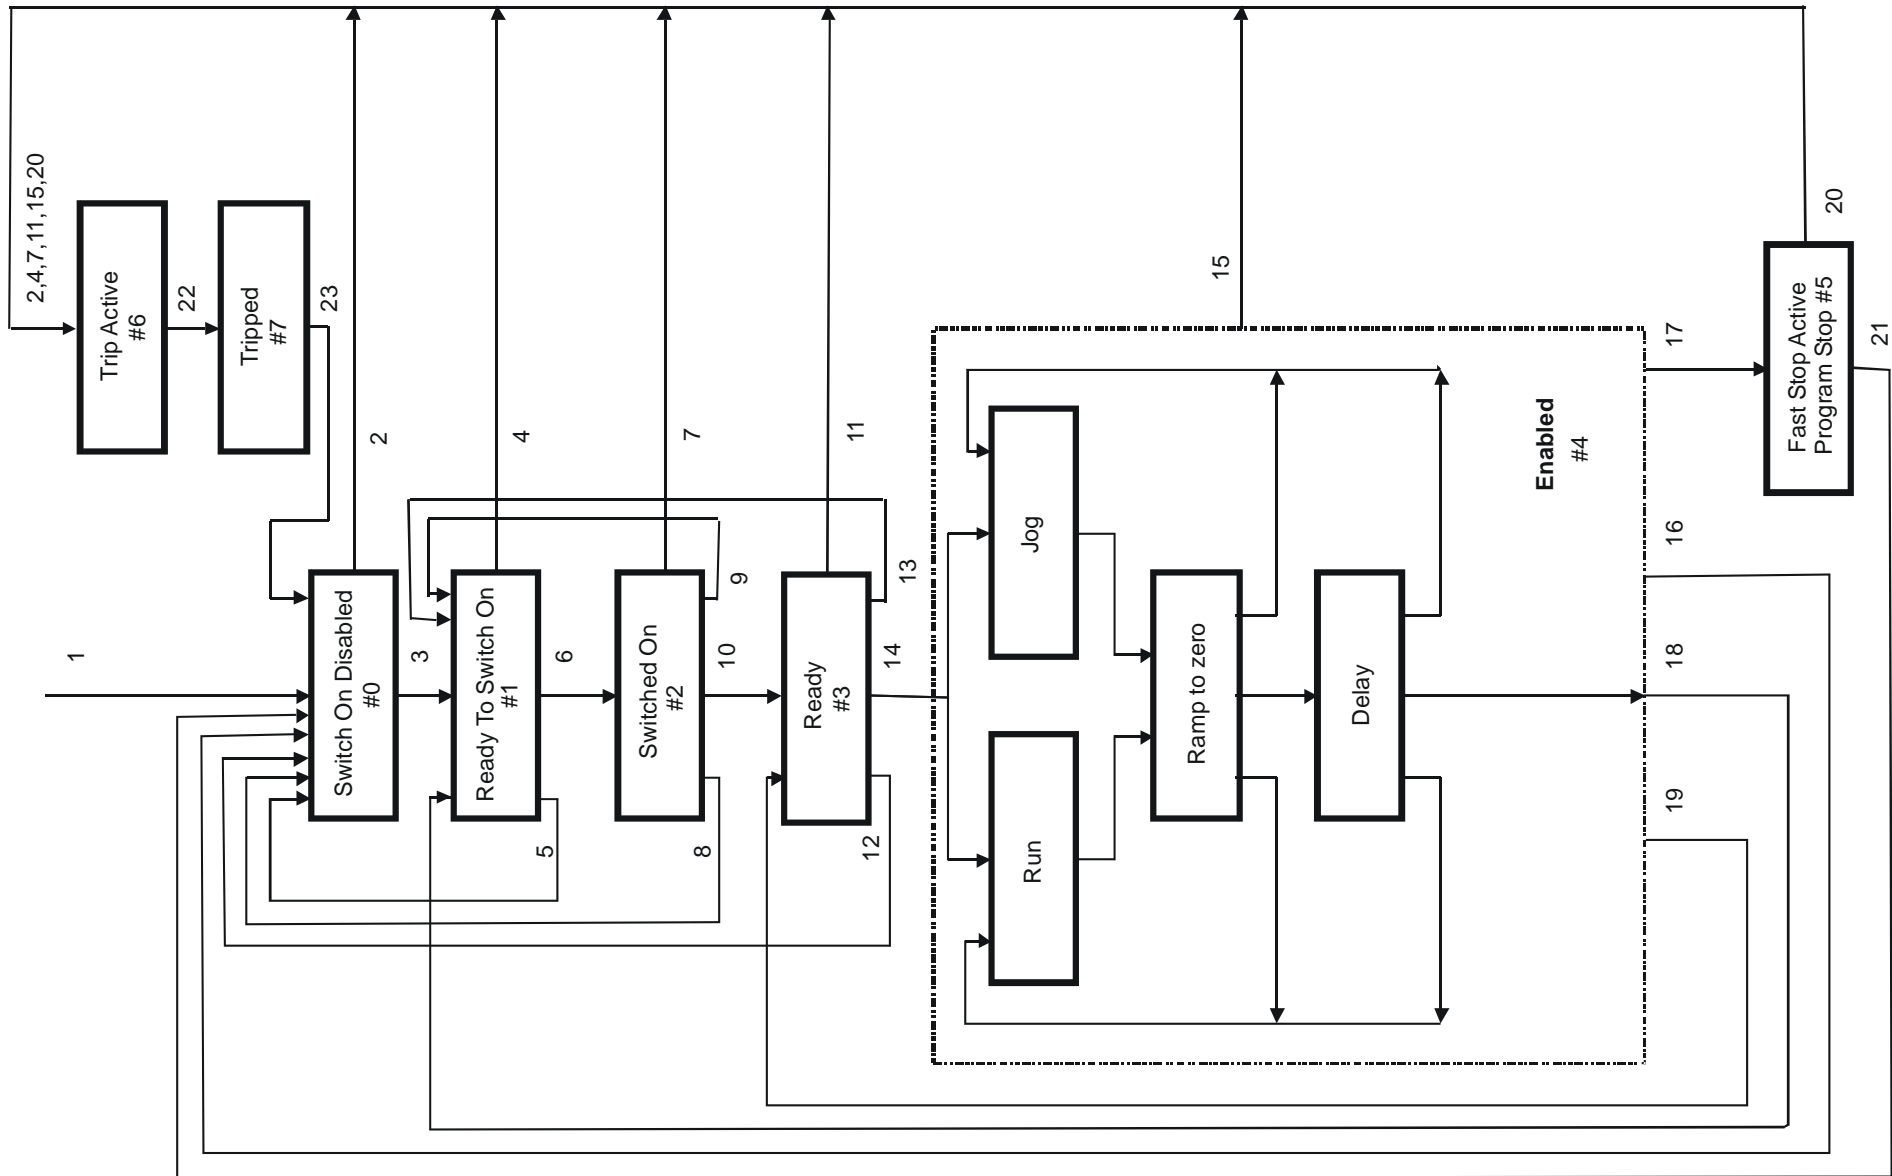 2,4,7,11,15,20
Trip Active
#6
22
Tripped
#7
23
1
Switch On Disabled
#0
2
3
Ready To Switch On
#1
4
5
6
Switched On
#2
7
8
9
10
Ready
#3
11
12
13
14
Run
Jog
Ramp to zero
Delay
Enabled
#4
15
16
17
18
19
Fast Stop Active
Program Stop #5
20
21